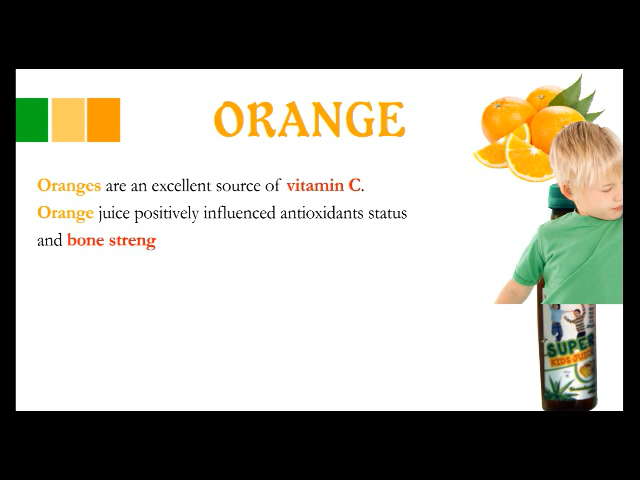 ORANGE
Oranges are an excellent source of vitamin C.
Orange juice positively influenced antioxidants status
and bone streng
SUPER
KIDS JUICE